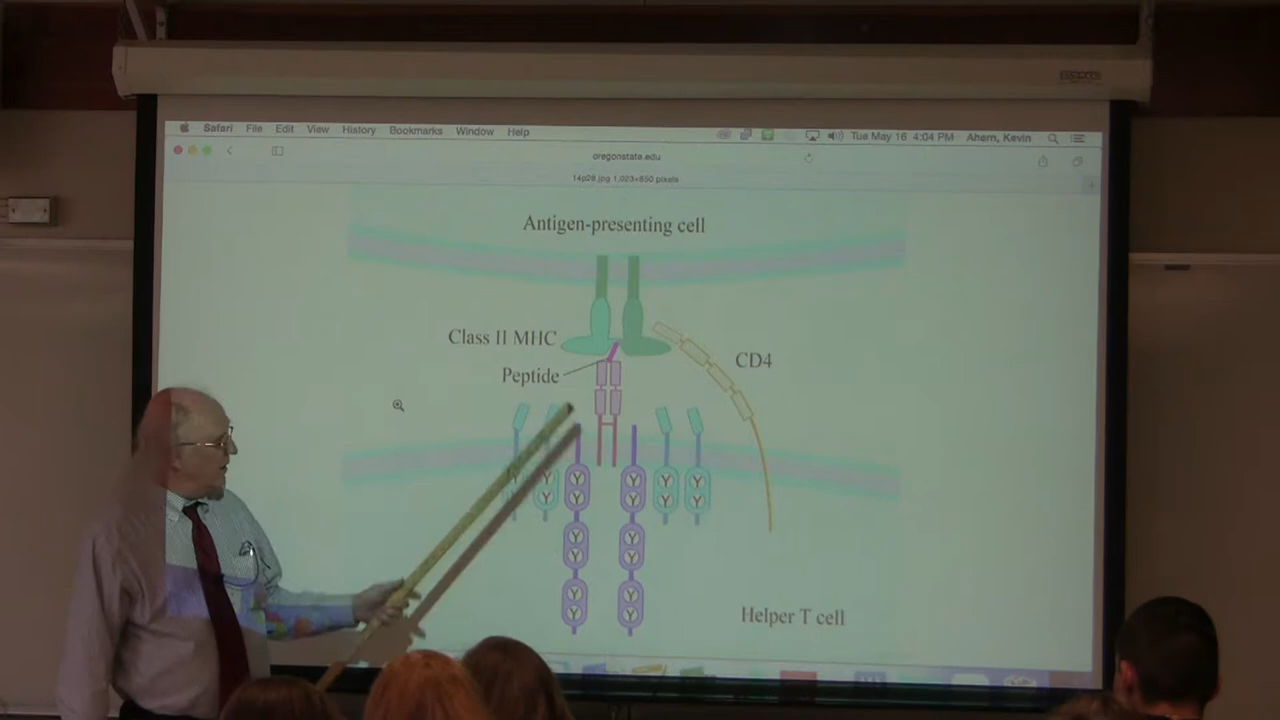 Safari File Edit View History Bookmarks Window Help Tue May 16 4:04 PM Ahern, Kevin
oregonstate.edu
14p28.jpg 1,023×650 pixels
Antigen-presenting cell
Class II MHC
CD4
Peptide
Y Y Y Y Y Y
Y Y Y Y Y Y
Y Y
Y Y
Y Y
Y Y
Helper T cell